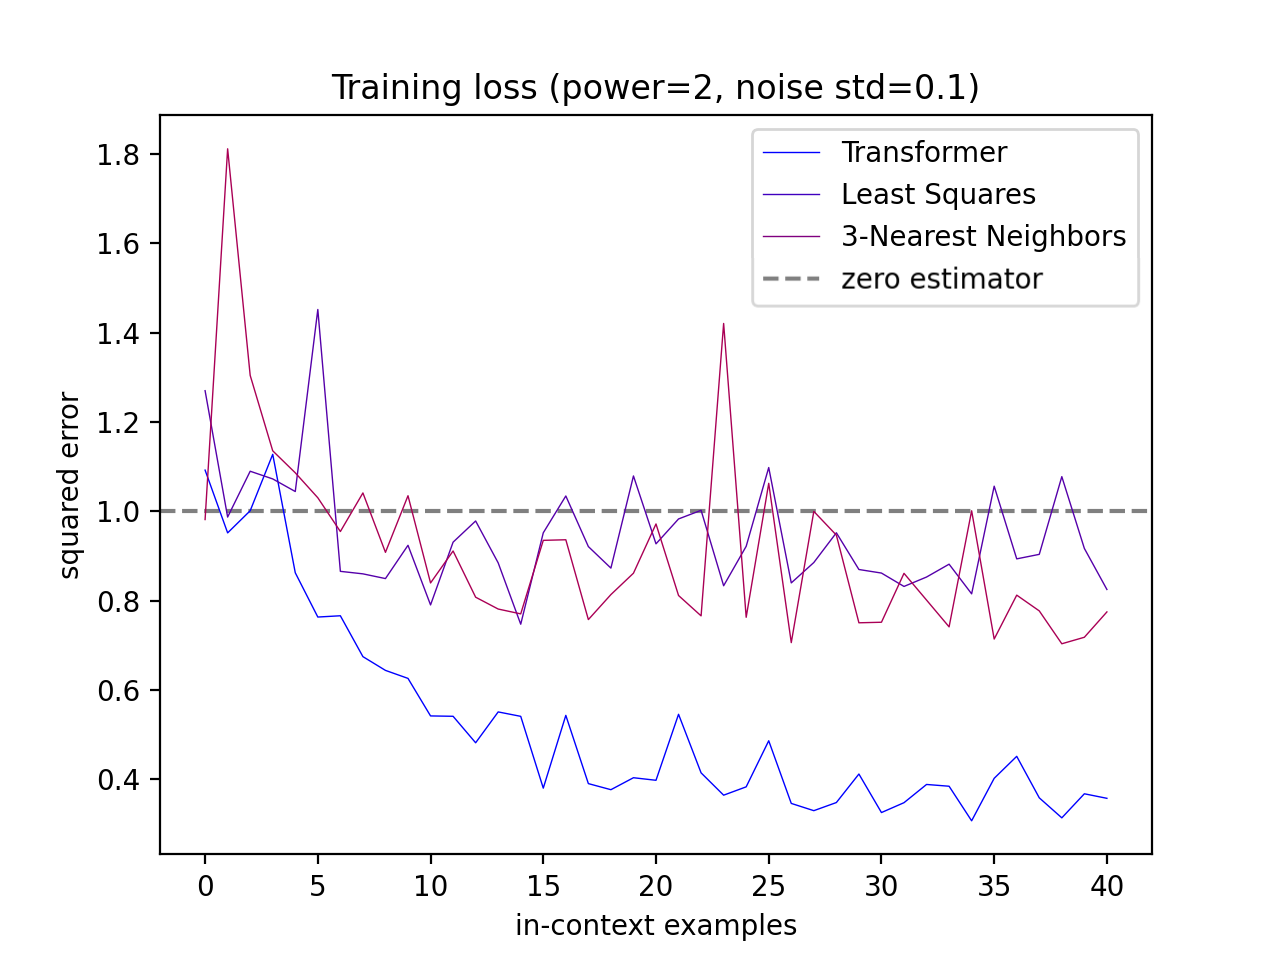 Training loss (power=2, noise std=0.1)
Transformer
Least Squares
3-Nearest Neighbors
zero estimator
squared error
1.8
1.6
1.4
1.2
1.0
0.8
0.6
0.4
0 5 10 15 20 25 30 35 40
in-context examples